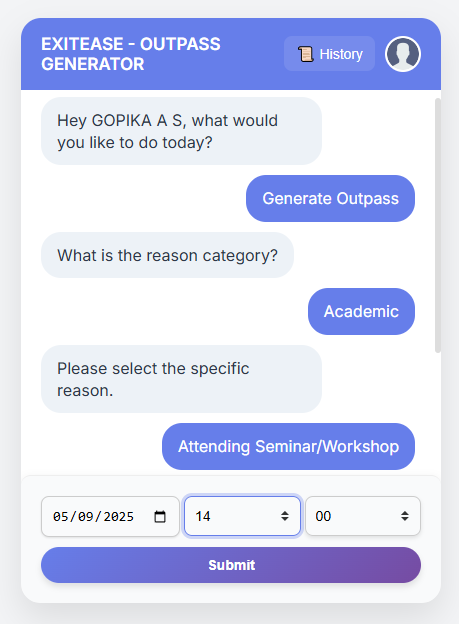 EXITEASE - OUTPASS
GENERATOR
History
Hey GOPIKA A S, what would
you like to do today?
Generate Outpass
What is the reason category?
Academic
Please select the specific
reason.
Attending Seminar/Workshop
05/09/2025
14
00
Submit